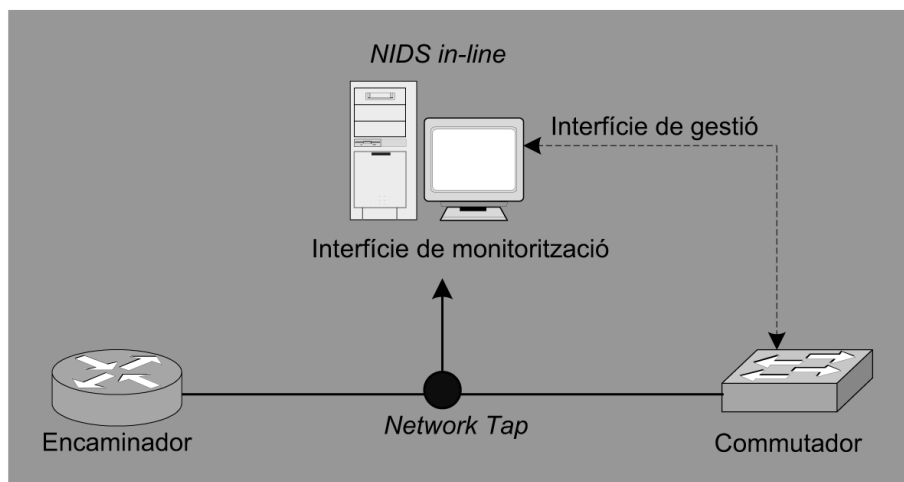 NIDS in-line
Interfície de gestió
Interfície de monitorització
Encaminador
Network Tap
Commutador